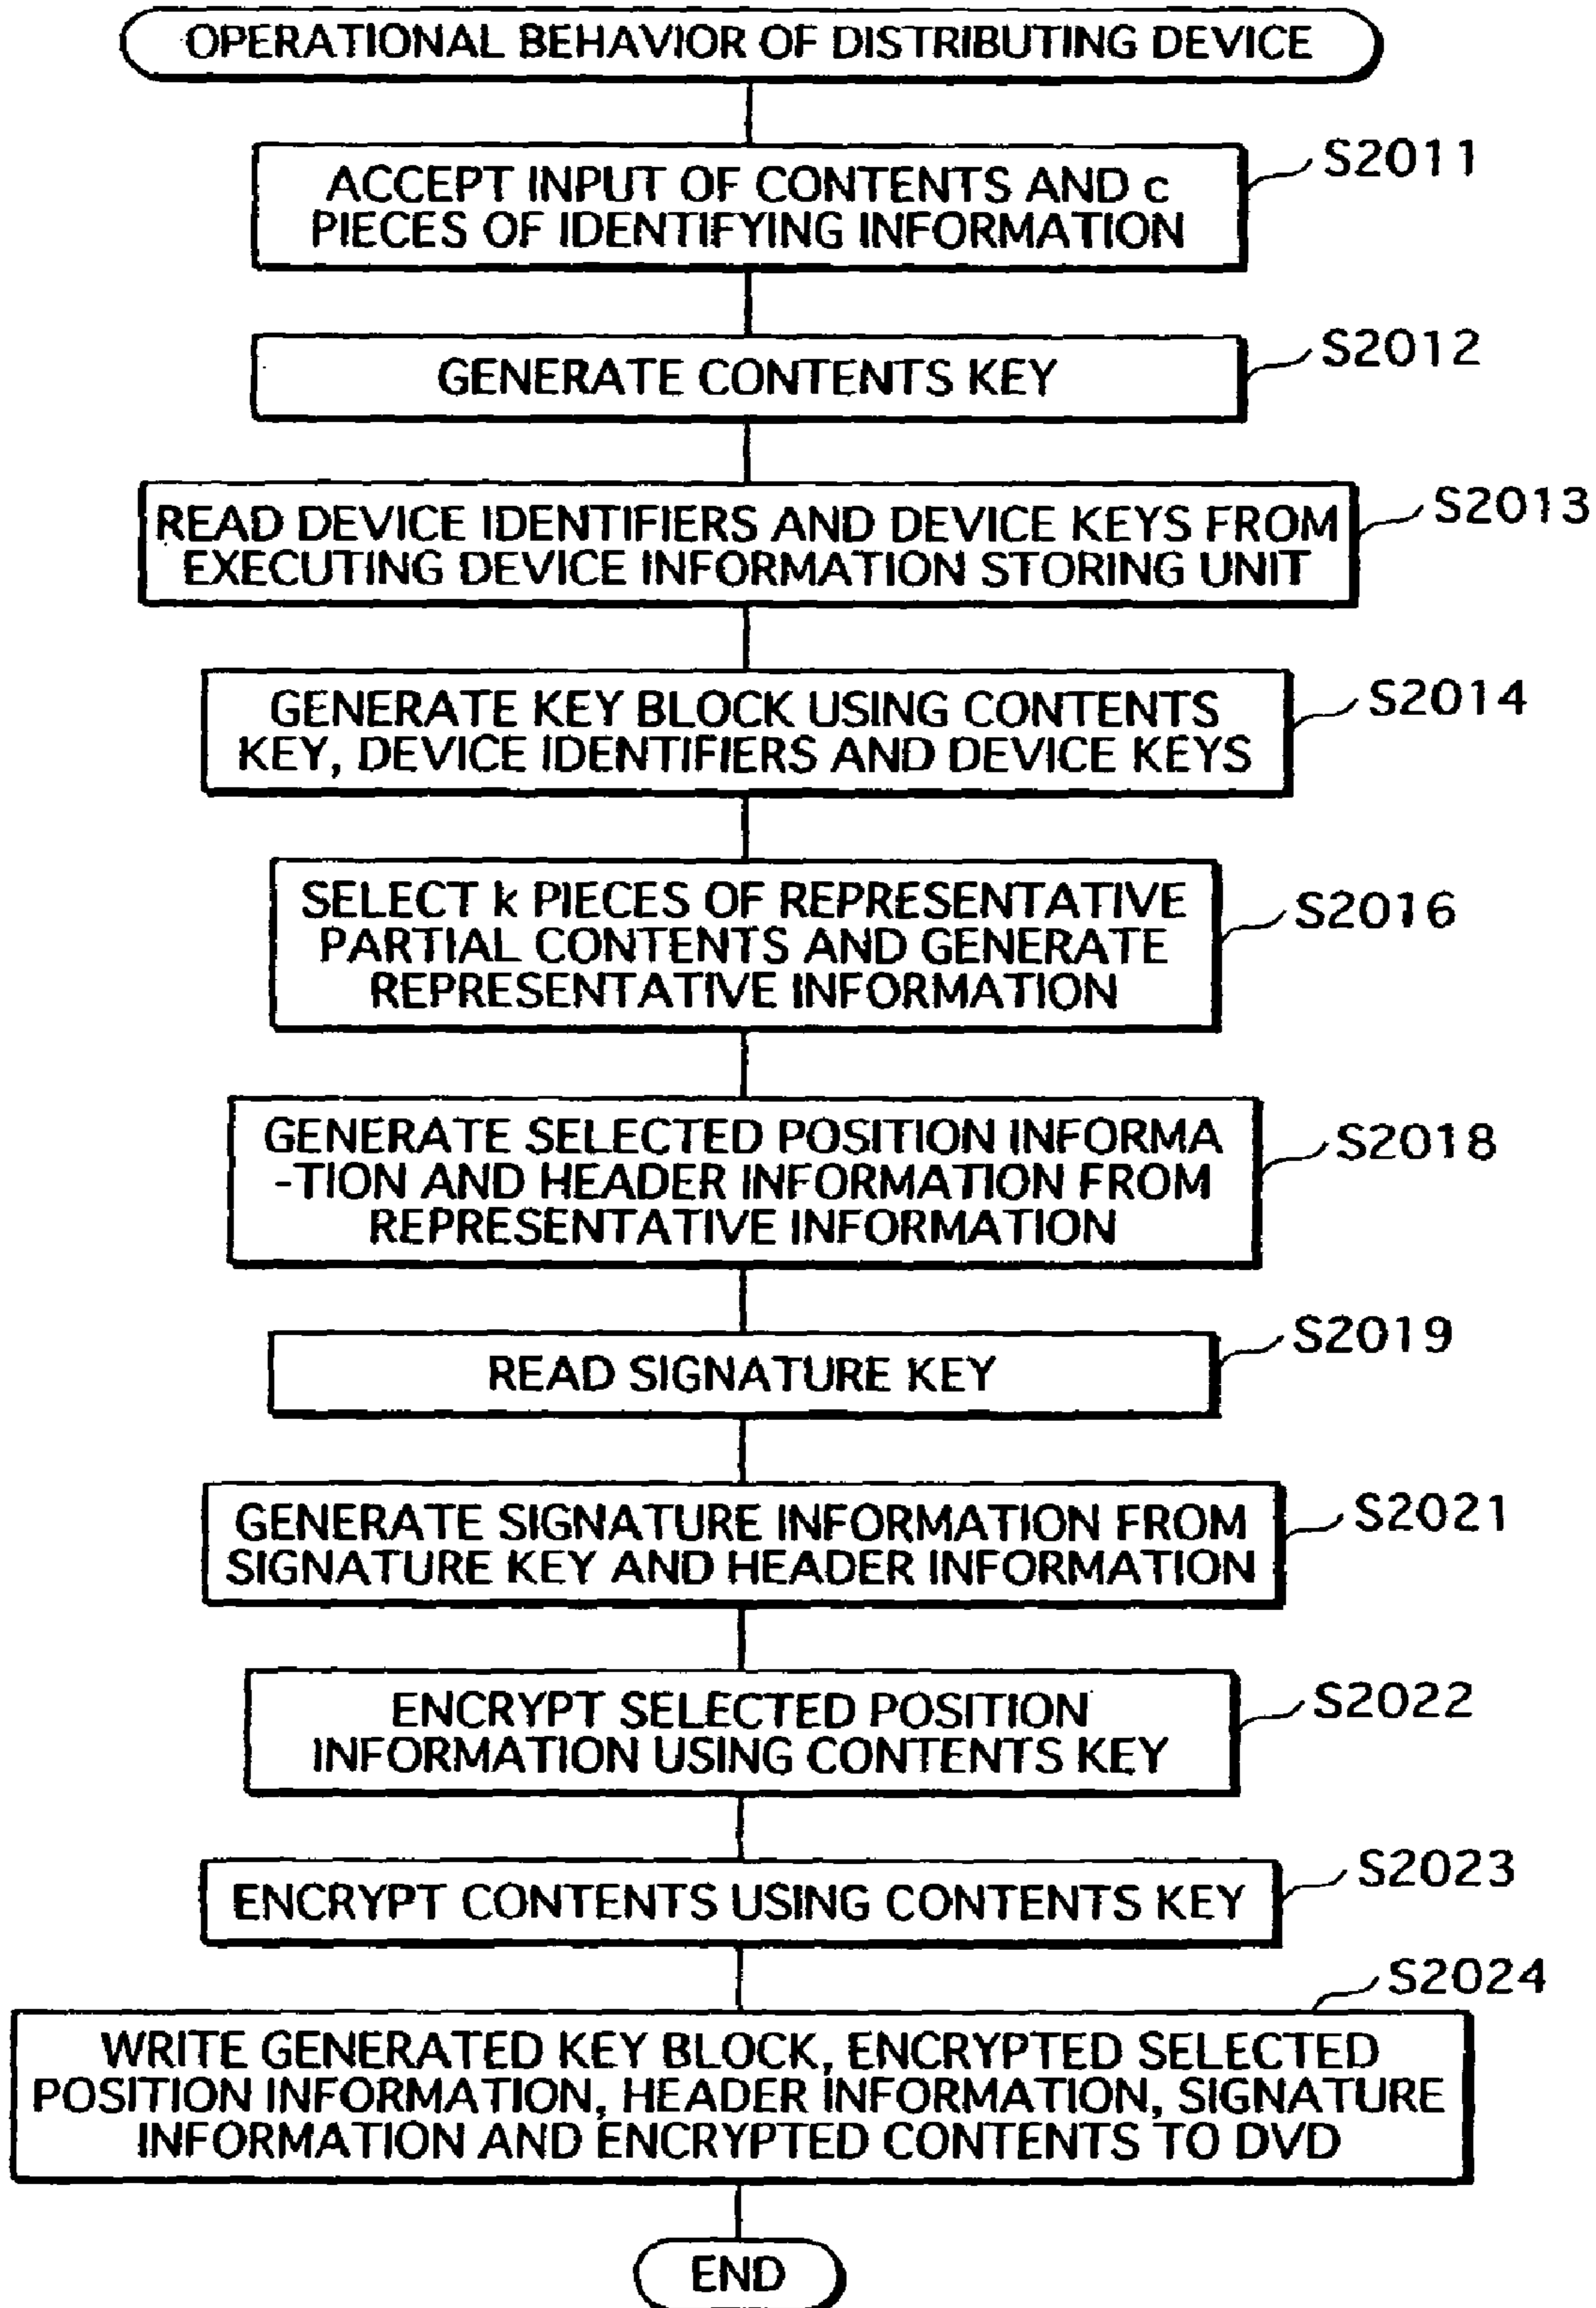 OPERATIONAL BEHAVIOR OF DISTRIBUTING DEVICE
S2011
ACCEPT INPUT OF CONTENTS AND c
PIECES OF IDENTIFYING INFORMATION
S2012
GENERATE CONTENTS KEY
S2013
READ DEVICE IDENTIFIERS AND DEVICE KEYS FROM
EXECUTING DEVICE INFORMATION STORING UNIT
S2014
GENERATE KEY BLOCK USING CONTENTS
KEY, DEVICE IDENTIFIERS AND DEVICE KEYS
S2016
SELECT k PIECES OF REPRESENTATIVE
PARTIAL CONTENTS AND GENERATE
REPRESENTATIVE INFORMATION
S2018
GENERATE SELECTED POSITION INFORMA
-TION AND HEADER INFORMATION FROM
REPRESENTATIVE INFORMATION
S2019
READ SIGNATURE KEY
S2021
GENERATE SIGNATURE INFORMATION FROM
SIGNATURE KEY AND HEADER INFORMATION
S2022
ENCRYPT SELECTED POSITION
INFORMATION USING CONTENTS KEY
S2023
ENCRYPT CONTENTS USING CONTENTS KEY
S2024
WRITE GENERATED KEY BLOCK, ENCRYPTED SELECTED
POSITION INFORMATION, HEADER INFORMATION, SIGNATURE
INFORMATION AND ENCRYPTED CONTENTS TO DVD
END